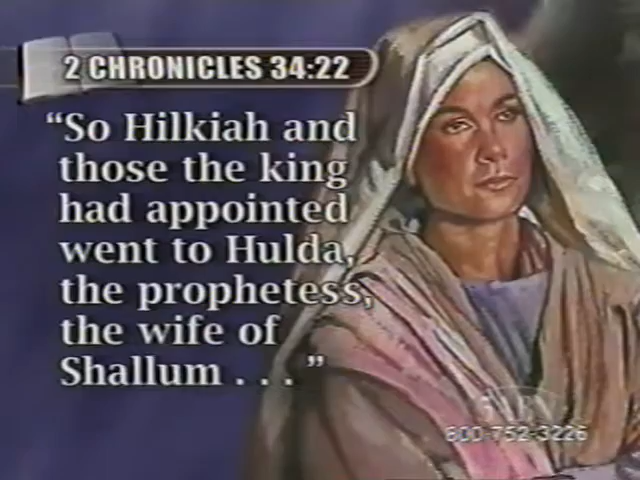 2 CHRONICLES 34:22
“So Hilkiah and
those the king
had appointed
went to Hulda,
the prophetess,
the wife of
Shallum . . .”
3ABN
800-752-3226